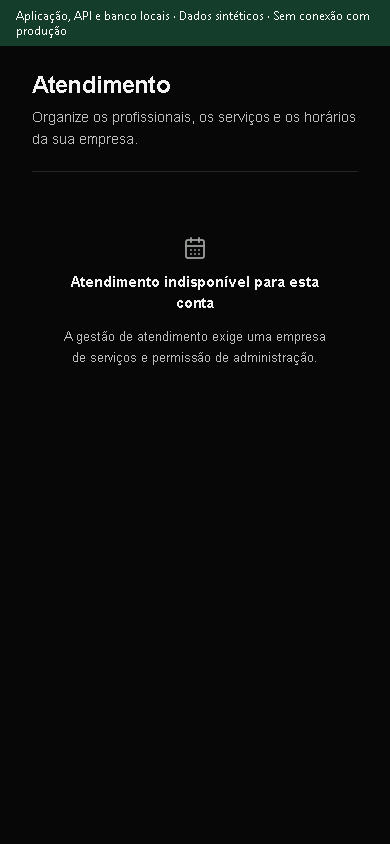 Aplicação, API e banco locais · Dados sintéticos · Sem conexão com
produção
Atendimento
Organize os profissionais, os serviços e os horários
da sua empresa.
Atendimento indisponível para esta
conta
A gestão de atendimento exige uma empresa
de serviços e permissão de administração.